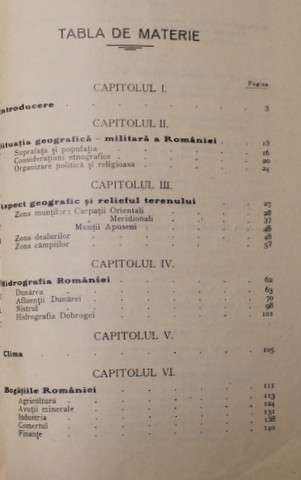 TABLA DE MATERIE
Pagina
CAPITOLUL I.
Introducere 3
CAPITOLUL II.
Situația geografică – militară a României 13
Suprafața și populația 16
Considerațiuni etnografice 20
Organizare politică și religioasa 24
CAPITOLUL III.
Aspect geografic și relieful terenului 27
Zona munților: Carpații Orientali 28
Meridionali 37
Munții Apuseni 46
Zona dealurilor 48
Zona câmpiilor 57
CAPITOLUL IV.
Hidrografia României 62
Dunărea 63
Afluenții Dunărei 70
Nistrul 98
Hidrografia Dobrogei 102
CAPITOLUL V.
Clima 105
CAPITOLUL VI.
Bogițiile României 111
Agricultura 113
Avuții minerale 124
Industria 131
Comerțul 138
Finanțe 140